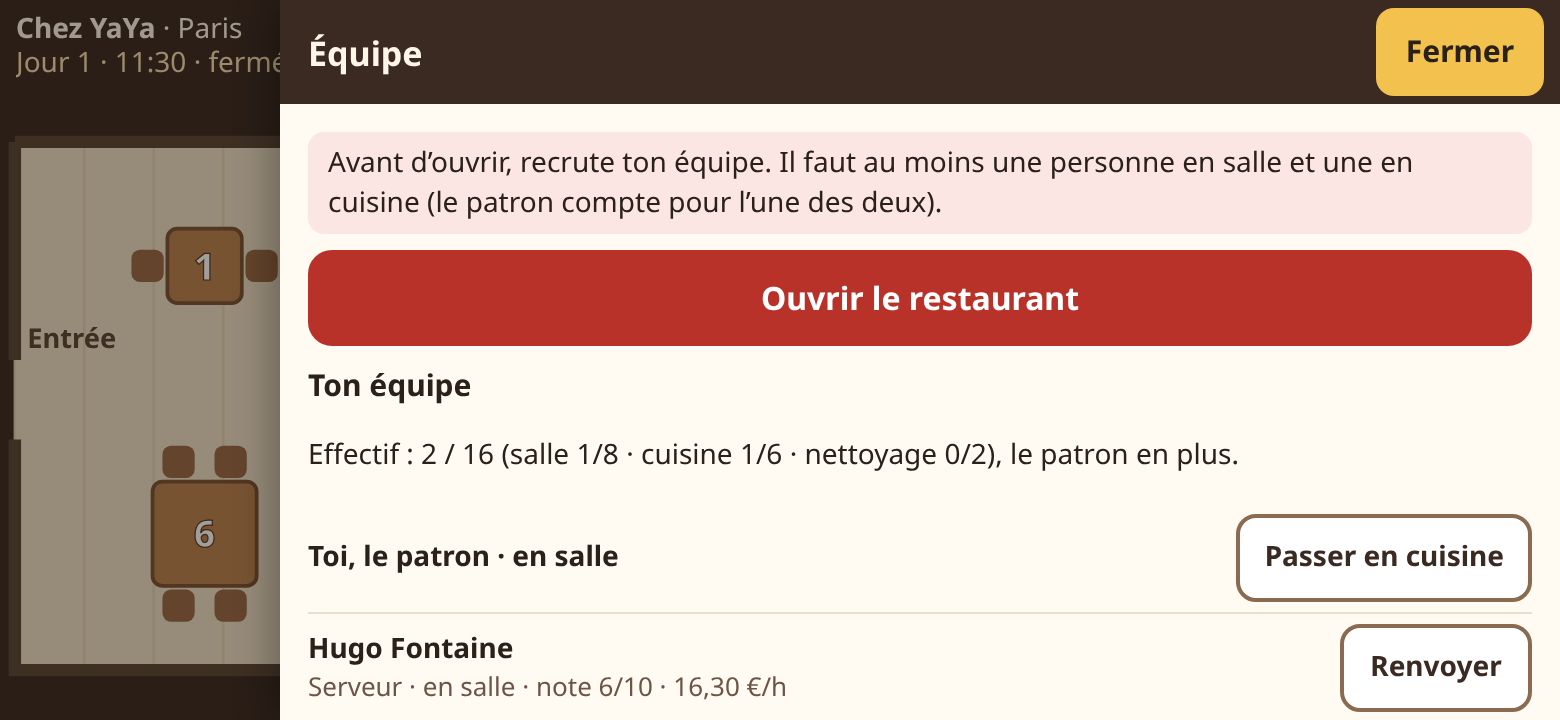 Chez YaYa · Paris
Jour 1 · 11:30 · fermé
Entrée
1
6
Équipe
Fermer
Avant d’ouvrir, recrute ton équipe. Il faut au moins une personne en salle et une en
cuisine (le patron compte pour l’une des deux).
Ouvrir le restaurant
Ton équipe
Effectif : 2 / 16 (salle 1/8 · cuisine 1/6 · nettoyage 0/2), le patron en plus.
Toi, le patron · en salle
Passer en cuisine
Hugo Fontaine
Serveur · en salle · note 6/10 · 16,30 €/h
Renvoyer